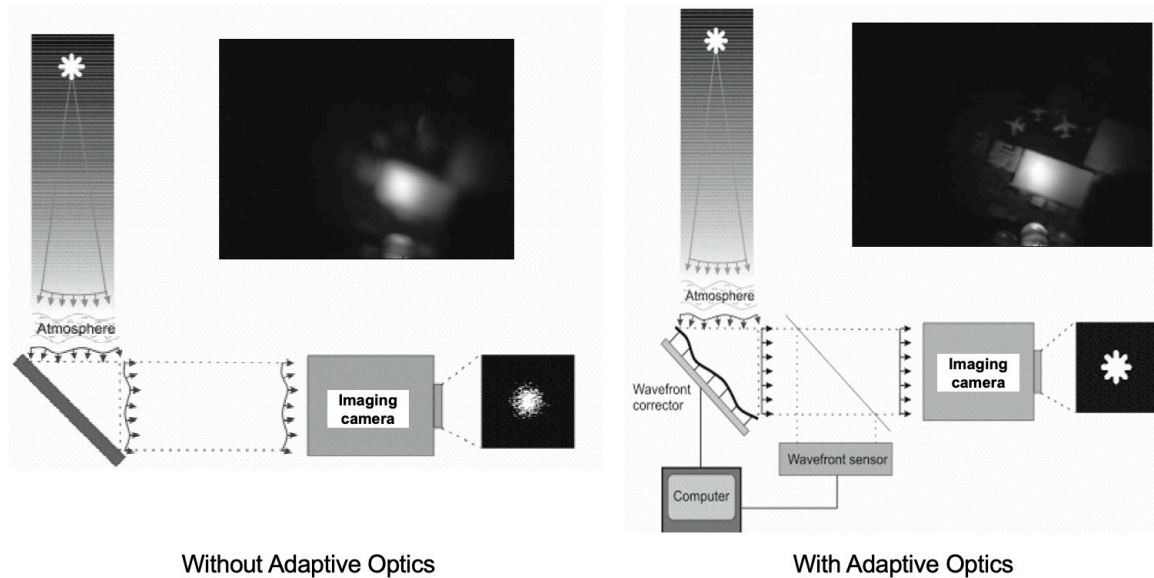 Atmosphere
Imaging
camera
Without Adaptive Optics
Atmosphere
Wavefront
corrector
Imaging
camera
Wavefront sensor
Computer
With Adaptive Optics